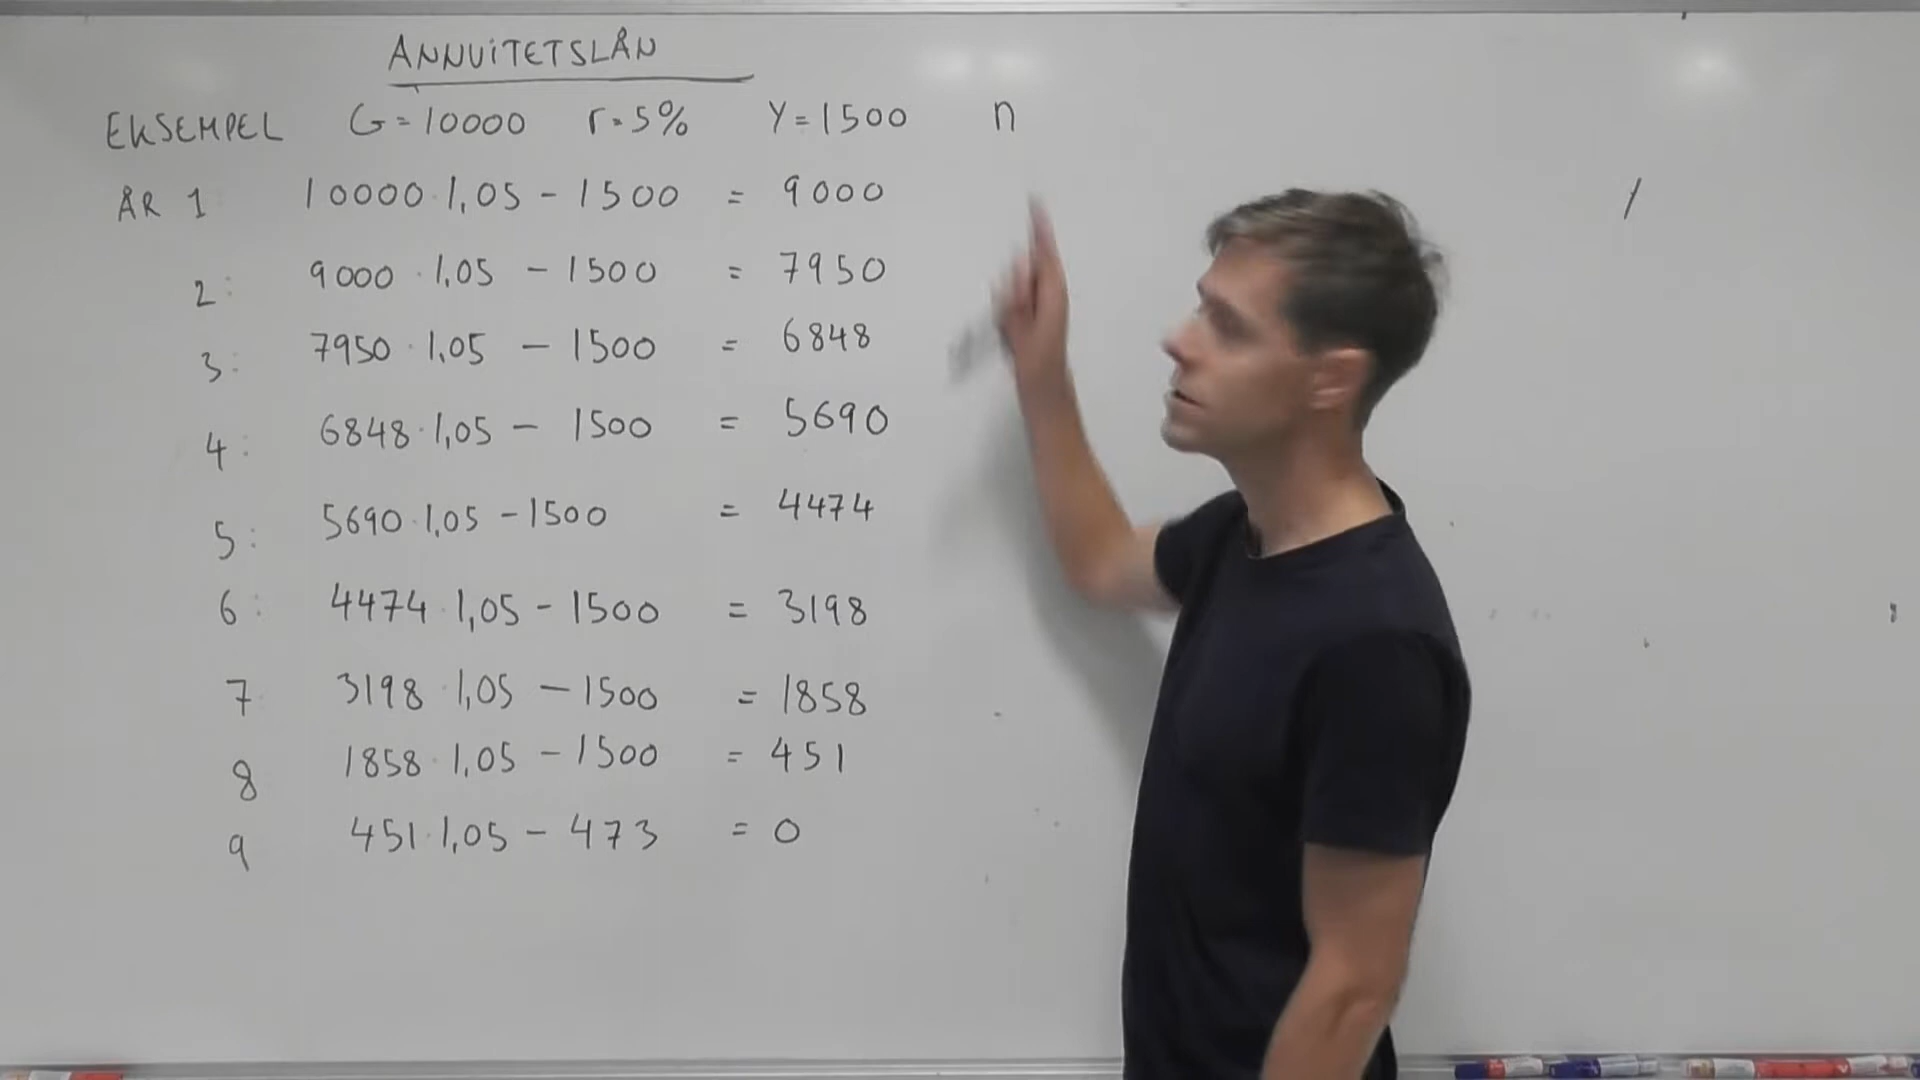 ANNUITETSLÅN
EKSEMPEL G=10000 r=5% Y=1500 n
ÅR 1 10000·1,05-1500 = 9000
2: 9000·1,05-1500 = 7950
3: 7950·1,05-1500 = 6848
4: 6848·1,05-1500 = 5690
5: 5690·1,05-1500 = 4474
6: 4474·1,05-1500 = 3198
7 3198·1,05-1500 = 1858
8 1858·1,05-1500 = 451
9 451·1,05-473 = 0